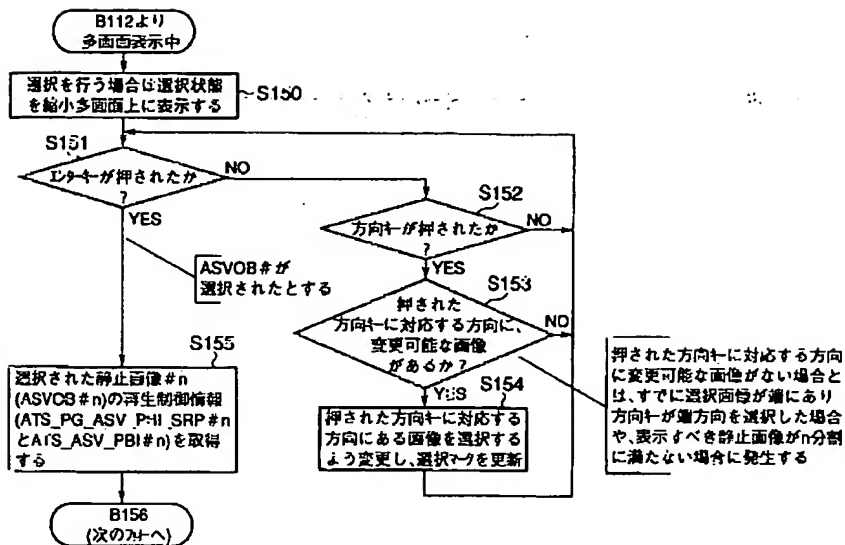 B112より
多画面表示中
選択を行う場合は選択状態
を縮小多画面上に表示する
S150
S151
エンターキーが押されたか
?
NO
YES
ASVOB#が
選択されたとする
S152
方向キーが押されたか
?
NO
YES
S153
押された
方向キーに対応する方向に、
変更可能な画像
があるか?
NO
YES
S154
押された方向キーに対応する
方向にある画像を選択する
よう変更し、選択マークを更新
押された方向キーに対応する方向
に変更可能な画像がない場合と
は、すでに選択画像が端にあり
方向キーが端方向を選択した場合
や、表示すべき静止画像がn分割
に満たない場合に発生する
S155
選択された静止画像#n
(ASVOB#n)の再生制御情報
(ATS_PG_ASV_PBI_SRP#n
とATS_ASV_PBI#n)を取得
する
B156
(次のフローへ)